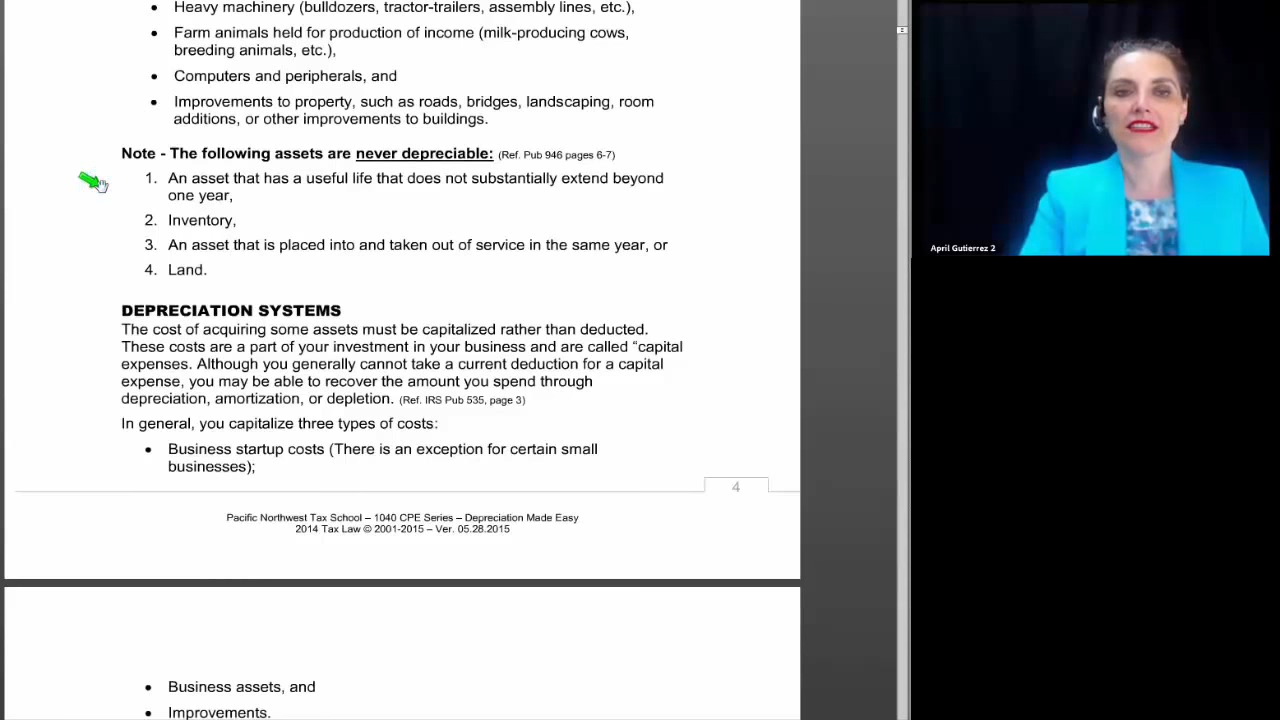 • Heavy machinery (bulldozers, tractor-trailers, assembly lines, etc.),
• Farm animals held for production of income (milk-producing cows,
breeding animals, etc.),
• Computers and peripherals, and
• Improvements to property, such as roads, bridges, landscaping, room
additions, or other improvements to buildings.
Note - The following assets are never depreciable: (Ref. Pub 946 pages 6-7)
1. An asset that has a useful life that does not substantially extend beyond
one year,
2. Inventory,
3. An asset that is placed into and taken out of service in the same year, or
4. Land.
DEPRECIATION SYSTEMS
The cost of acquiring some assets must be capitalized rather than deducted.
These costs are a part of your investment in your business and are called “capital
expenses. Although you generally cannot take a current deduction for a capital
expense, you may be able to recover the amount you spend through
depreciation, amortization, or depletion. (Ref. IRS Pub 535, page 3)
In general, you capitalize three types of costs:
• Business startup costs (There is an exception for certain small
businesses);
4
Pacific Northwest Tax School – 1040 CPE Series – Depreciation Made Easy
2014 Tax Law © 2001-2015 – Ver. 05.28.2015
• Business assets, and
• Improvements.
April Gutierrez 2